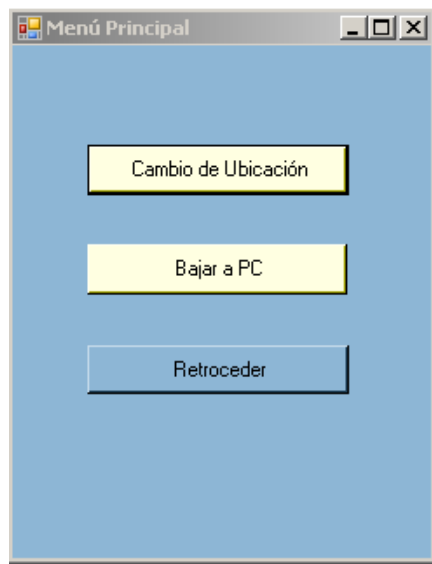 Menú Principal
Cambio de Ubicación
Bajar a PC
Retroceder